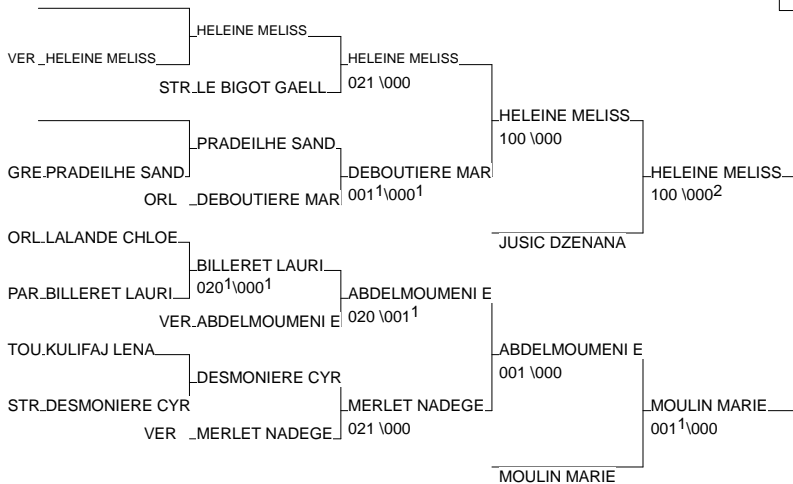 HELEINE MELISS
VER HELEINE MELISS
HELEINE MELISS
STR LE BIGOT GAELL
021 \000
HELEINE MELISS
100 \000
PRADEILHE SAND
GRE PRADEILHE SAND
DEBOUTIERE MAR
HELEINE MELISS
ORL DEBOUTIERE MAR
001¹\000¹
100 \000²
ORL LALANDE CHLOE
JUSIC DZENANA
BILLERET LAURI
020¹\000¹
PAR BILLERET LAURI
ABDELMOUMENI E
VER ABDELMOUMENI E
020 \001¹
TOU KULIFAJ LENA
ABDELMOUMENI E
001 \000
DESMONIERE CYR
STR DESMONIERE CYR
MERLET NADEGE
MOULIN MARIE
VER MERLET NADEGE
021 \000
001¹\000
MOULIN MARIE